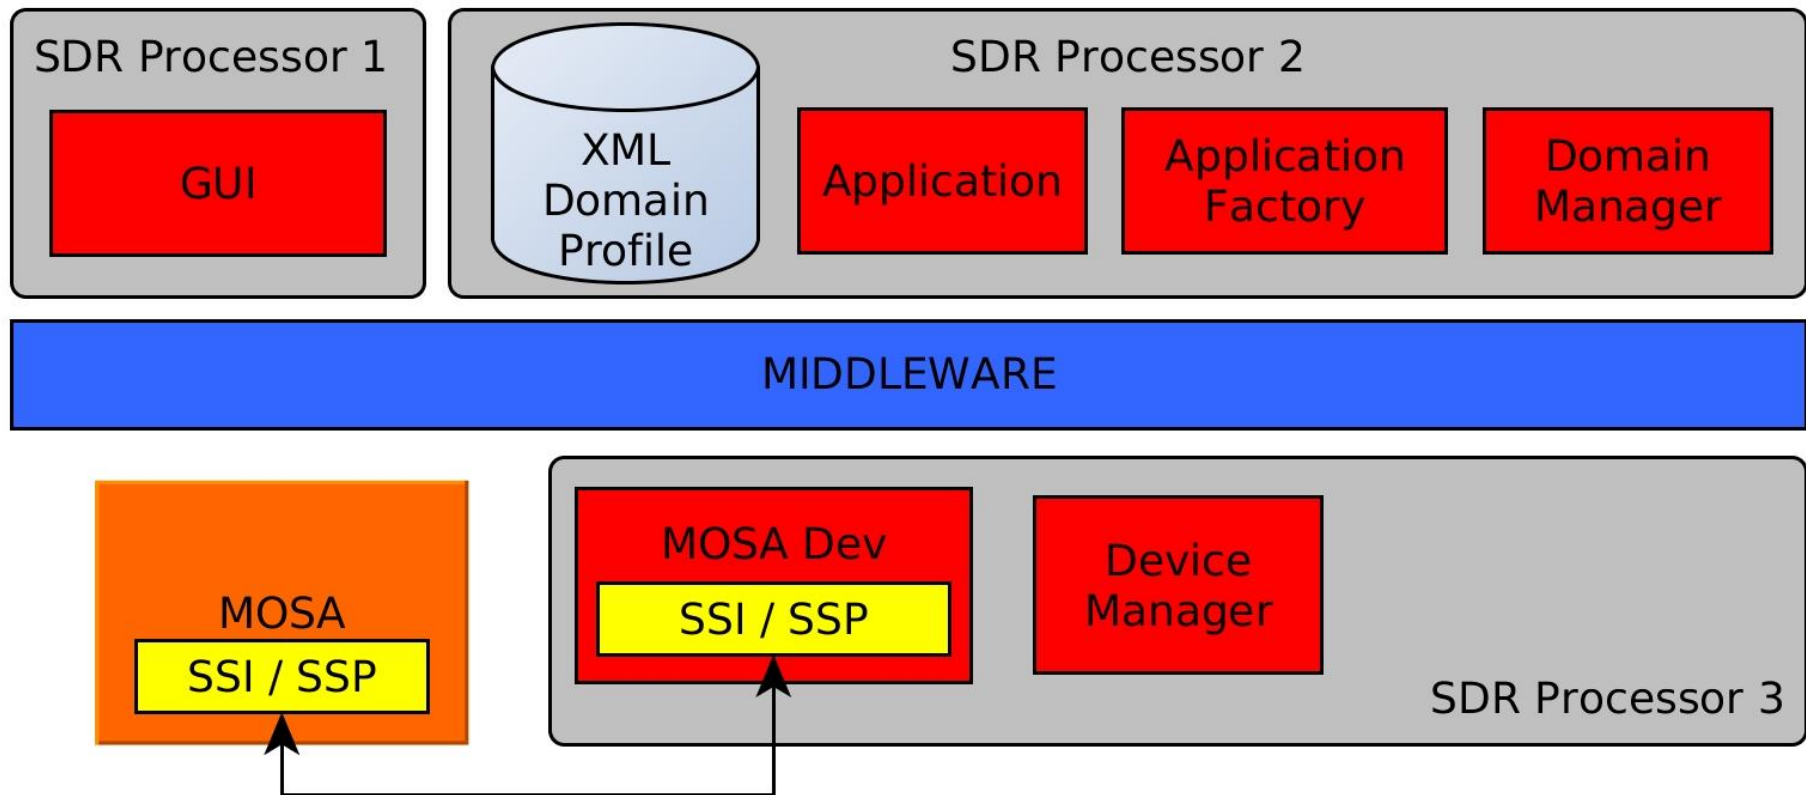 SDR Processor 1
GUI
SDR Processor 2
XML
Domain
Profile
Application
Application
Factory
Domain
Manager
MIDDLEWARE
MOSA
SSI / SSP
MOSA Dev
SSI / SSP
Device
Manager
SDR Processor 3